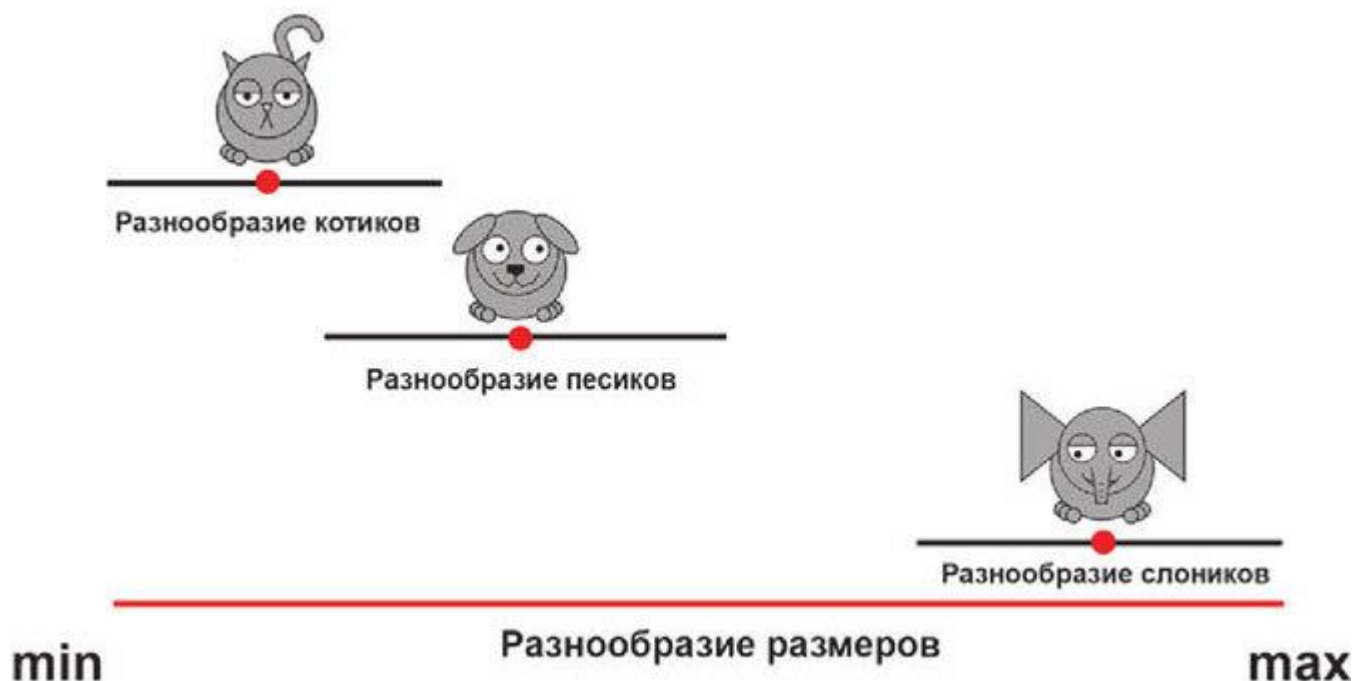 Разнообразие котиков
Разнообразие песиков
Разнообразие слоников
Разнообразие размеров
min
max